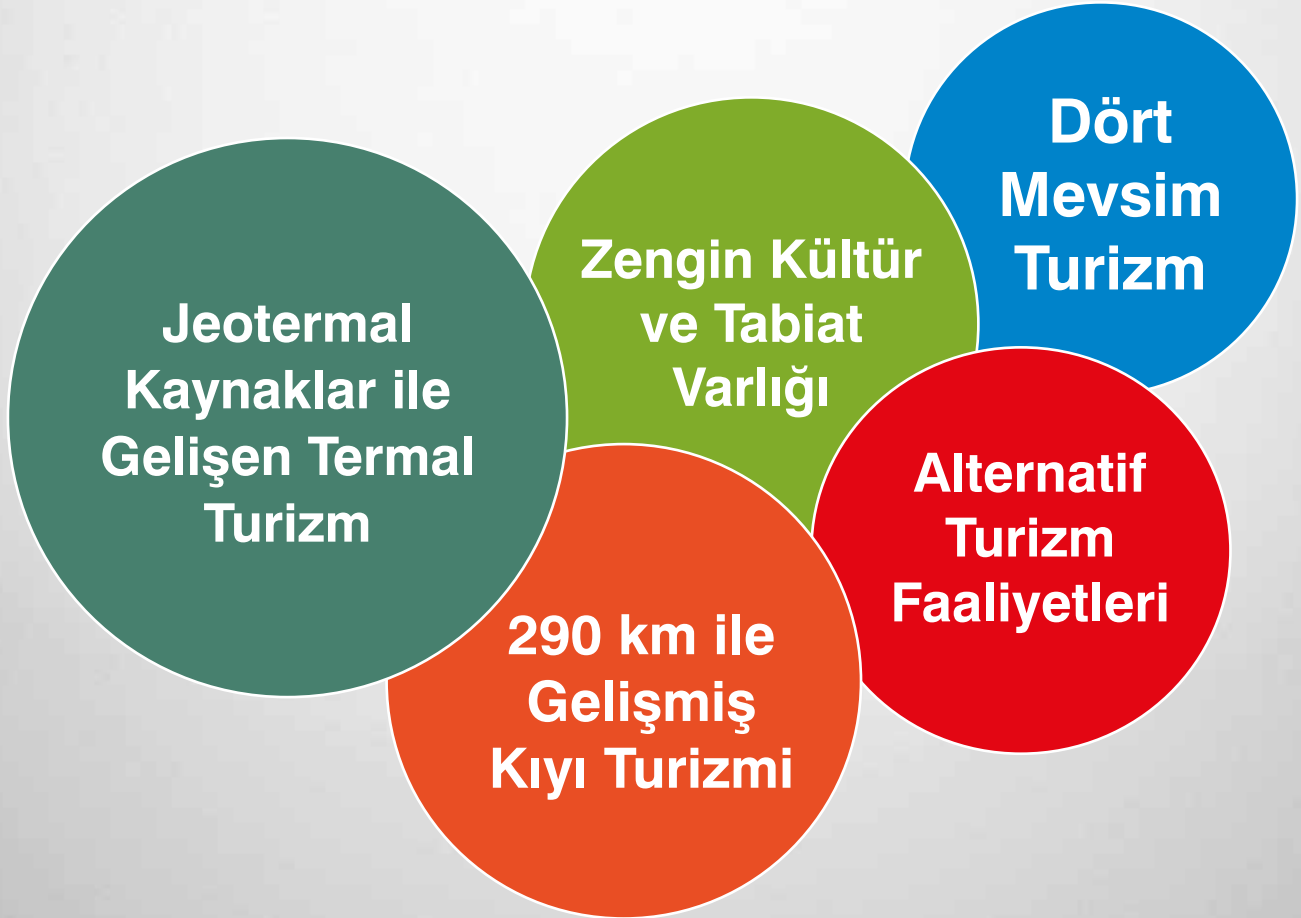 Jeotermal
Kaynaklar ile
Gelişen Termal
Turizm
Zengin Kültür
ve Tabiat
Varlığı
Dört
Mevsim
Turizm
290 km ile
Gelişmiş
Kıyı Turizmi
Alternatif
Turizm
Faaliyetleri